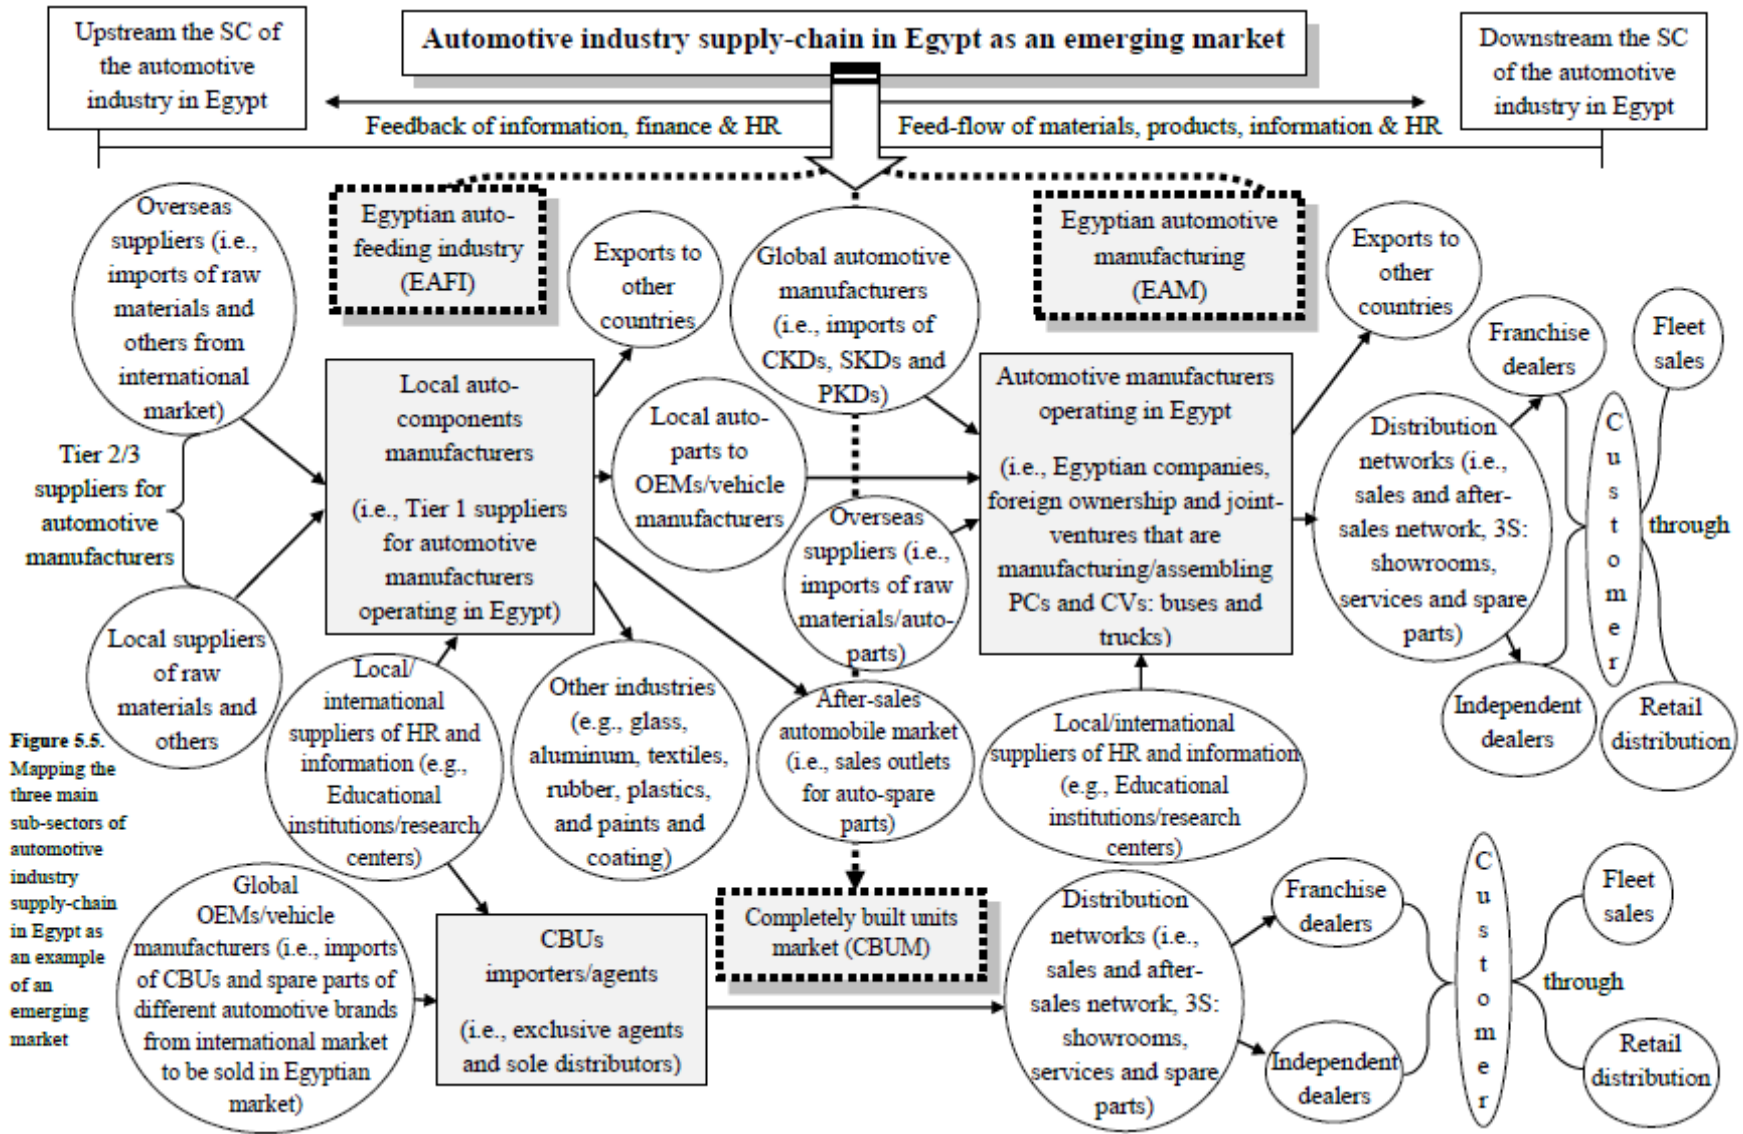 Upstream the SC of
the automotive
industry in Egypt
Automotive industry supply-chain in Egypt as an emerging market
Downstream the SC
of the automotive
industry in Egypt
Feedback of information, finance & HR
Feed-flow of materials, products, information & HR
Overseas
suppliers (i.e.,
imports of raw
materials and
others from
international
market)
Egyptian auto-
feeding industry
(EAFI)
Exports to
other
countries
Global automotive
manufacturers
(i.e., imports of
CKDs, SKDs and
PKDs)
Egyptian automotive
manufacturing
(EAM)
Exports to
other
countries
Franchise
dealers
Fleet
sales
Tier 2/3
suppliers for
automotive
manufacturers
Local auto-
components
manufacturers
(i.e., Tier 1 suppliers
for automotive
manufacturers
operating in Egypt)
Local auto-
parts to
OEMs/vehicle
manufacturers
Overseas
suppliers (i.e.,
imports of raw
materials/auto-
parts)
Automotive manufacturers
operating in Egypt
(i.e., Egyptian companies,
foreign ownership and joint-
ventures that are
manufacturing/assembling
PCs and CVs: buses and
trucks)
Distribution
networks (i.e.,
sales and after-
sales network, 3S:
showrooms,
services and spare
parts)
C
u
s
t
o
m
e
r
through
Local suppliers
of raw
materials and
others
Local/
international
suppliers of HR and
information (e.g.,
Educational
institutions/research
centers)
Other industries
(e.g., glass,
aluminum, textiles,
rubber, plastics,
and paints and
coating)
After-sales
automobile market
(i.e., sales outlets
for auto-spare
parts)
Local/international
suppliers of HR and information
(e.g., Educational
institutions/research
centers)
Independent
dealers
Retail
distribution
Figure 5.5.
Mapping the
three main
sub-sectors of
automotive
industry
supply-chain
in Egypt as
an example
of an
emerging
market
Global
OEMs/vehicle
manufacturers (i.e., imports
of CBUs and spare parts of
different automotive brands
from international market
to be sold in Egyptian
market)
CBUs
importers/agents
(i.e., exclusive agents
and sole distributors)
Completely built units
market (CBUM)
Distribution
networks (i.e.,
sales and after-
sales network, 3S:
showrooms,
services and spare
parts)
Franchise
dealers
Independent
dealers
C
u
s
t
o
m
e
r
Fleet
sales
through
Retail
distribution